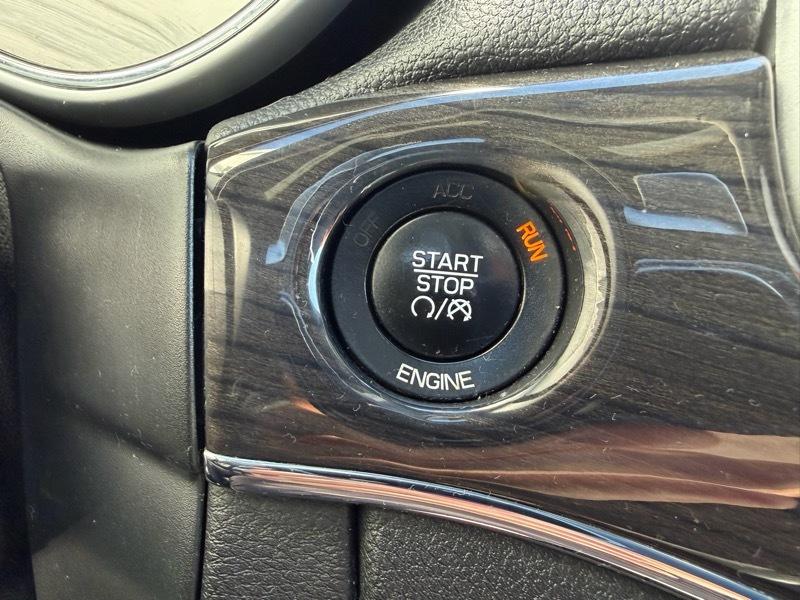 OFF ACC RUN
START
STOP
ENGINE